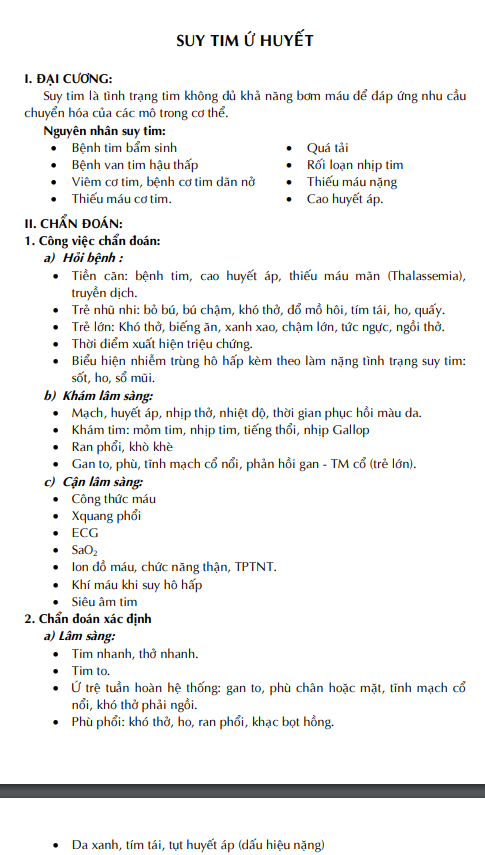 SUY TIM Ứ HUYẾT
I. ĐẠI CƯƠNG:
Suy tim là tình trạng tim không đủ khả năng bơm máu để đáp ứng nhu cầu
chuyển hóa của các mô trong cơ thể.
Nguyên nhân suy tim:
• Bệnh tim bẩm sinh
• Bệnh van tim hậu thấp
• Viêm cơ tim, bệnh cơ tim dãn nở
• Thiếu máu cơ tim.
• Quá tải
• Rối loạn nhịp tim
• Thiếu máu nặng
• Cao huyết áp.
II. CHẨN ĐOÁN:
1. Công việc chẩn đoán:
a) Hỏi bệnh :
• Tiền căn: bệnh tim, cao huyết áp, thiếu máu mãn (Thalassemia),
truyền dịch.
• Trẻ nhũ nhi: bỏ bú, bú chậm, khó thở, đổ mồ hôi, tím tái, ho, quấy.
• Trẻ lớn: Khó thở, biếng ăn, xanh xao, chậm lớn, tức ngực, ngồi thở.
• Thời điểm xuất hiện triệu chứng.
• Biểu hiện nhiễm trùng hô hấp kèm theo làm nặng tình trạng suy tim:
sốt, ho, sổ mũi.
b) Khám lâm sàng:
• Mạch, huyết áp, nhịp thở, nhiệt độ, thời gian phục hồi màu da.
• Khám tim: mỏm tim, nhịp tim, tiếng thổi, nhịp Gallop
• Ran phổi, khò khè
• Gan to, phù, tĩnh mạch cổ nổi, phản hồi gan - TM cổ (trẻ lớn).
c) Cận lâm sàng:
• Công thức máu
• Xquang phổi
• ECG
• SaO₂
• Ion đồ máu, chức năng thận, TPTNT.
• Khí máu khi suy hô hấp
• Siêu âm tim
2. Chẩn đoán xác định
a) Lâm sàng:
• Tim nhanh, thở nhanh.
• Tim to.
• Ứ trệ tuần hoàn hệ thống: gan to, phù chân hoặc mặt, tĩnh mạch cổ
nổi, khó thở phải ngồi.
• Phù phổi: khó thở, ho, ran phổi, khạc bọt hồng.
• Da xanh, tím tái, tụt huyết áp (dấu hiệu nặng)